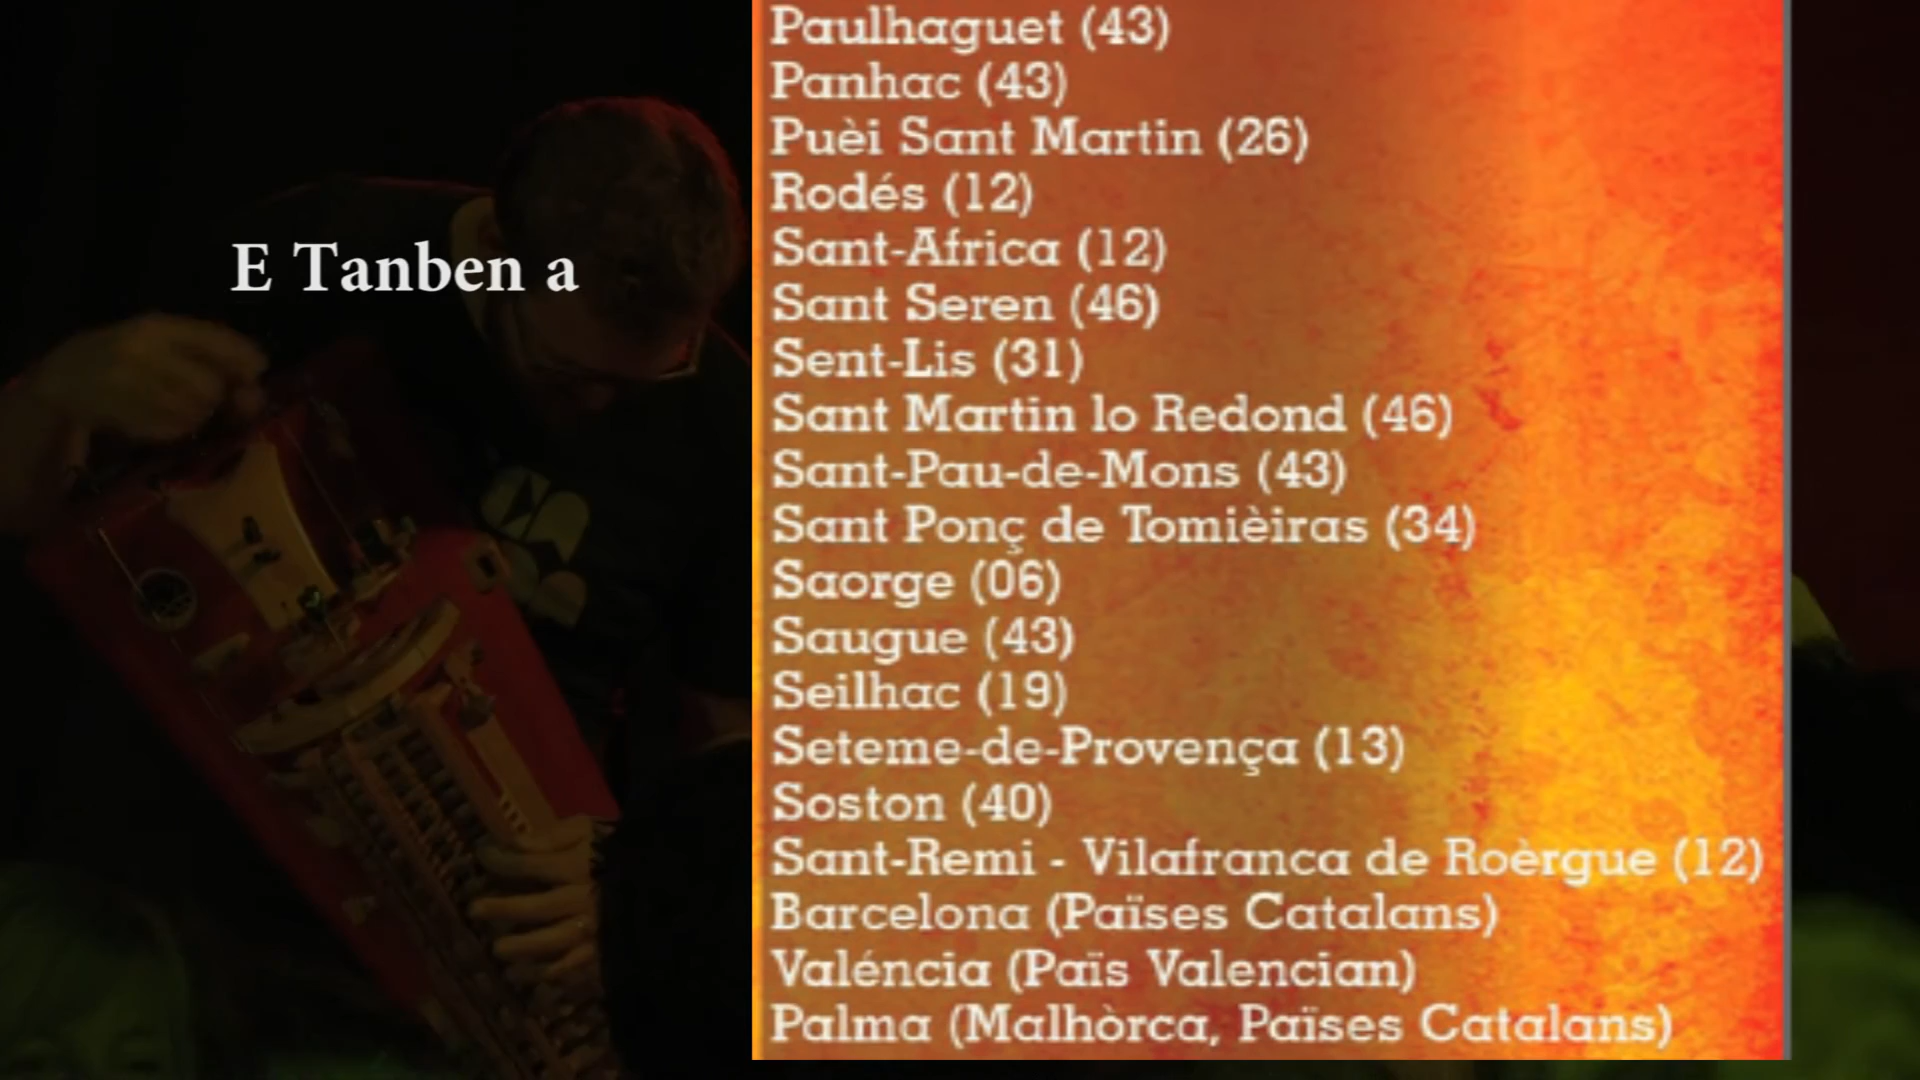 E Tanben a
Paulhaguet (43)
Panhac (43)
Puèi Sant Martin (26)
Rodés (12)
Sant-Africa (12)
Sant Seren (46)
Sent-Lis (31)
Sant Martin lo Redond (46)
Sant-Pau-de-Mons (43)
Sant Ponç de Tomièiras (34)
Saorge (06)
Saugue (43)
Seilhac (19)
Seteme-de-Provença (13)
Soston (40)
Sant-Remi - Vilafranca de Roèrgue (12)
Barcelona (Païses Catalans)
Valéncia (Païs Valencian)
Palma (Malhòrca, Païses Catalans)